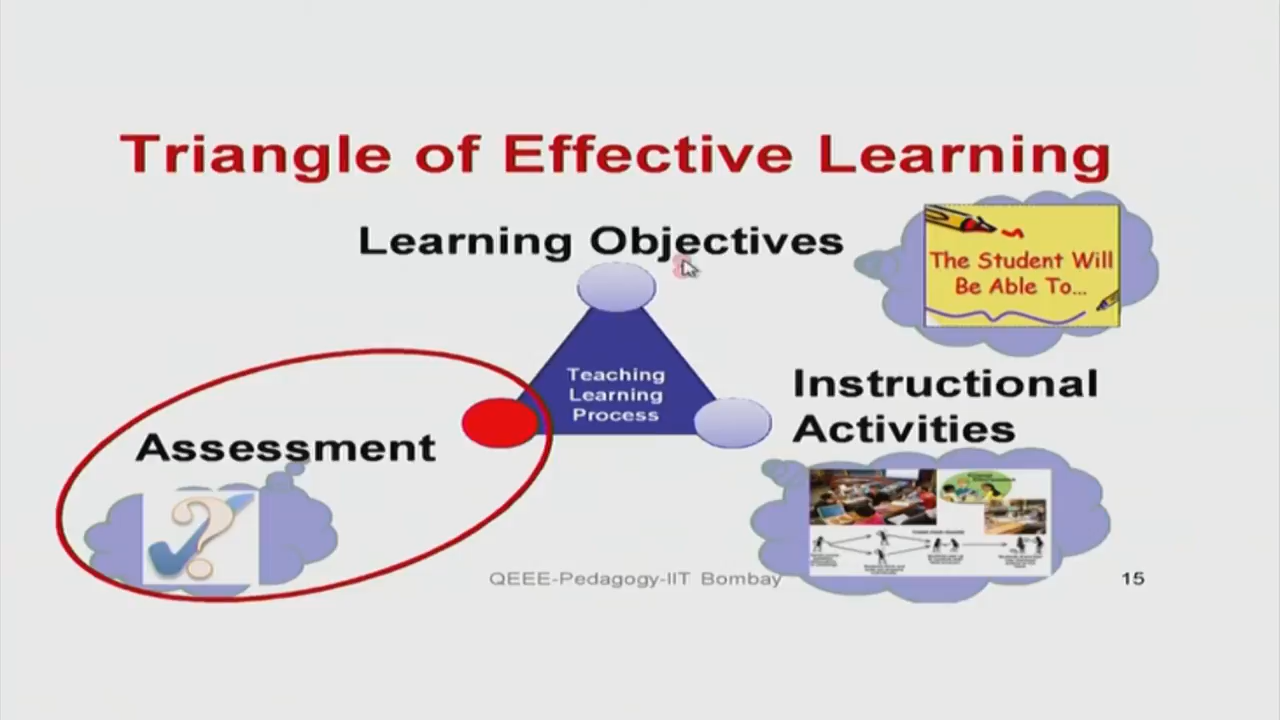 Triangle of Effective Learning
Learning Objectives
The Student Will
Be Able To...
Teaching
Learning
Process
Instructional
Activities
Assessment
QEEE-Pedagogy-IIT Bombay
15